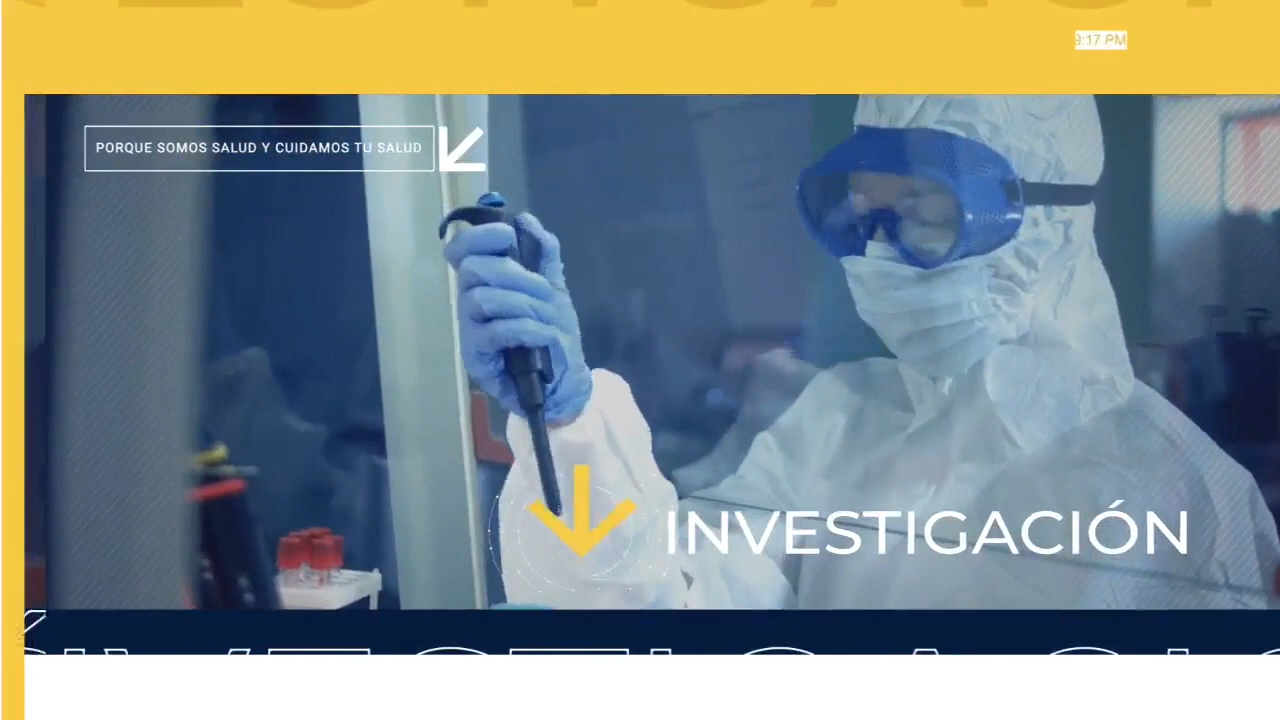 9:17 PM
PORQUE SOMOS SALUD Y CUIDAMOS TU SALUD
INVESTIGACIÓN